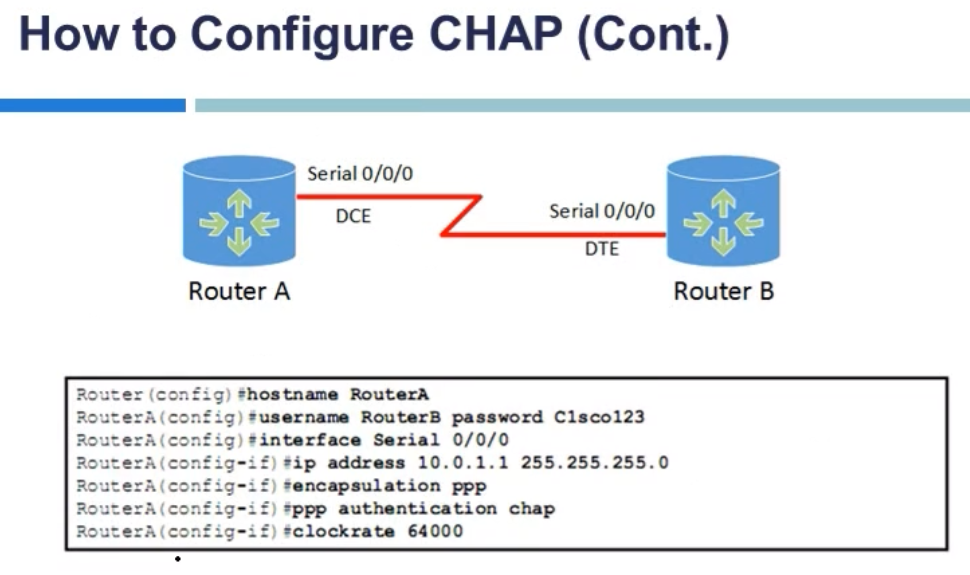 How to Configure CHAP (Cont.)
Serial 0/0/0
DCE
Serial 0/0/0
DTE
Router A
Router B
Router(config)#hostname RouterA
RouterA(config)#username RouterB password C1sco123
RouterA(config)#interface Serial 0/0/0
RouterA(config-if)#ip address 10.0.1.1 255.255.255.0
RouterA(config-if)#encapsulation ppp
RouterA(config-if)#ppp authentication chap
RouterA(config-if)#clockrate 64000